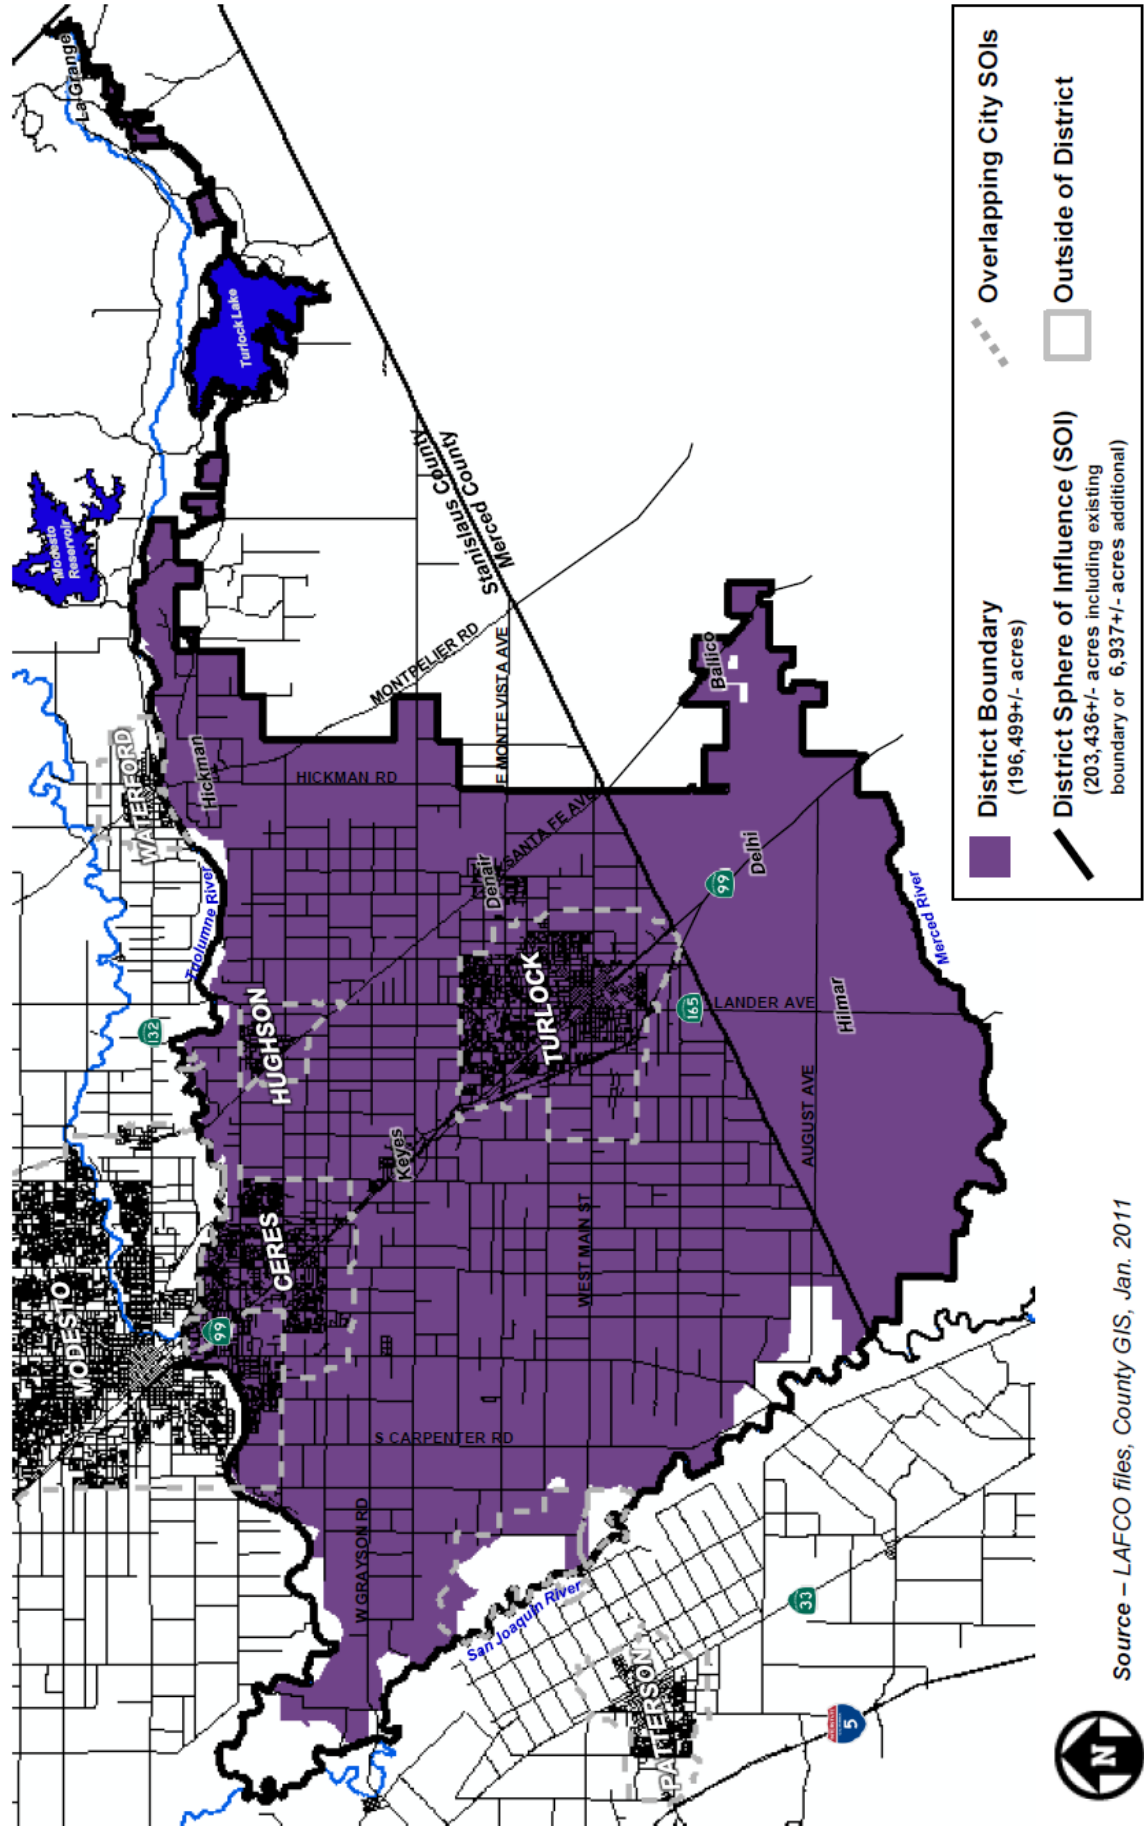 La Grange
Turlock Lake
Modesto
Reservoir
Stanislaus County
Merced County
MONTPELIER RD
E MONTE VISTA AVE
WATERFORD
Hickman
HICKMAN RD
SANTA FE AVE
Ballico
Tuolumne River
Denair
Delhi
99
Merced River
132
HUGHSON
TURLOCK
165
LANDER AVE
Hilmar
Keyes
AUGUST AVE
MODESTO
CERES
99
WEST MAIN ST
S CARPENTER RD
W GRAYSON RD
San Joaquin River
33
PATTERSON
5
N
District Boundary
(196,499+/- acres)
District Sphere of Influence (SOI)
(203,436+/- acres including existing
boundary or 6,937+/- acres additional)
Overlapping City SOIs
Outside of District
Source – LAFCO files, County GIS, Jan. 2011